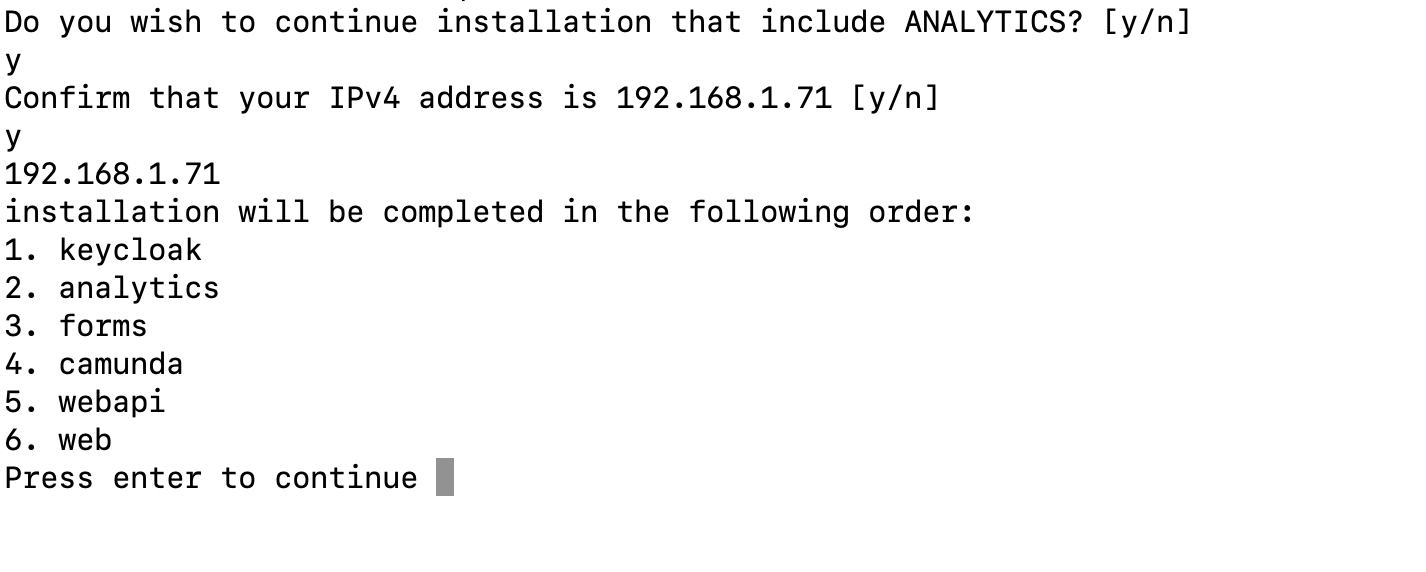 Do you wish to continue installation that include ANALYTICS? [y/n]
y
Confirm that your IPv4 address is 192.168.1.71 [y/n]
y
192.168.1.71
installation will be completed in the following order:
1. keycloak
2. analytics
3. forms
4. camunda
5. webapi
6. web
Press enter to continue